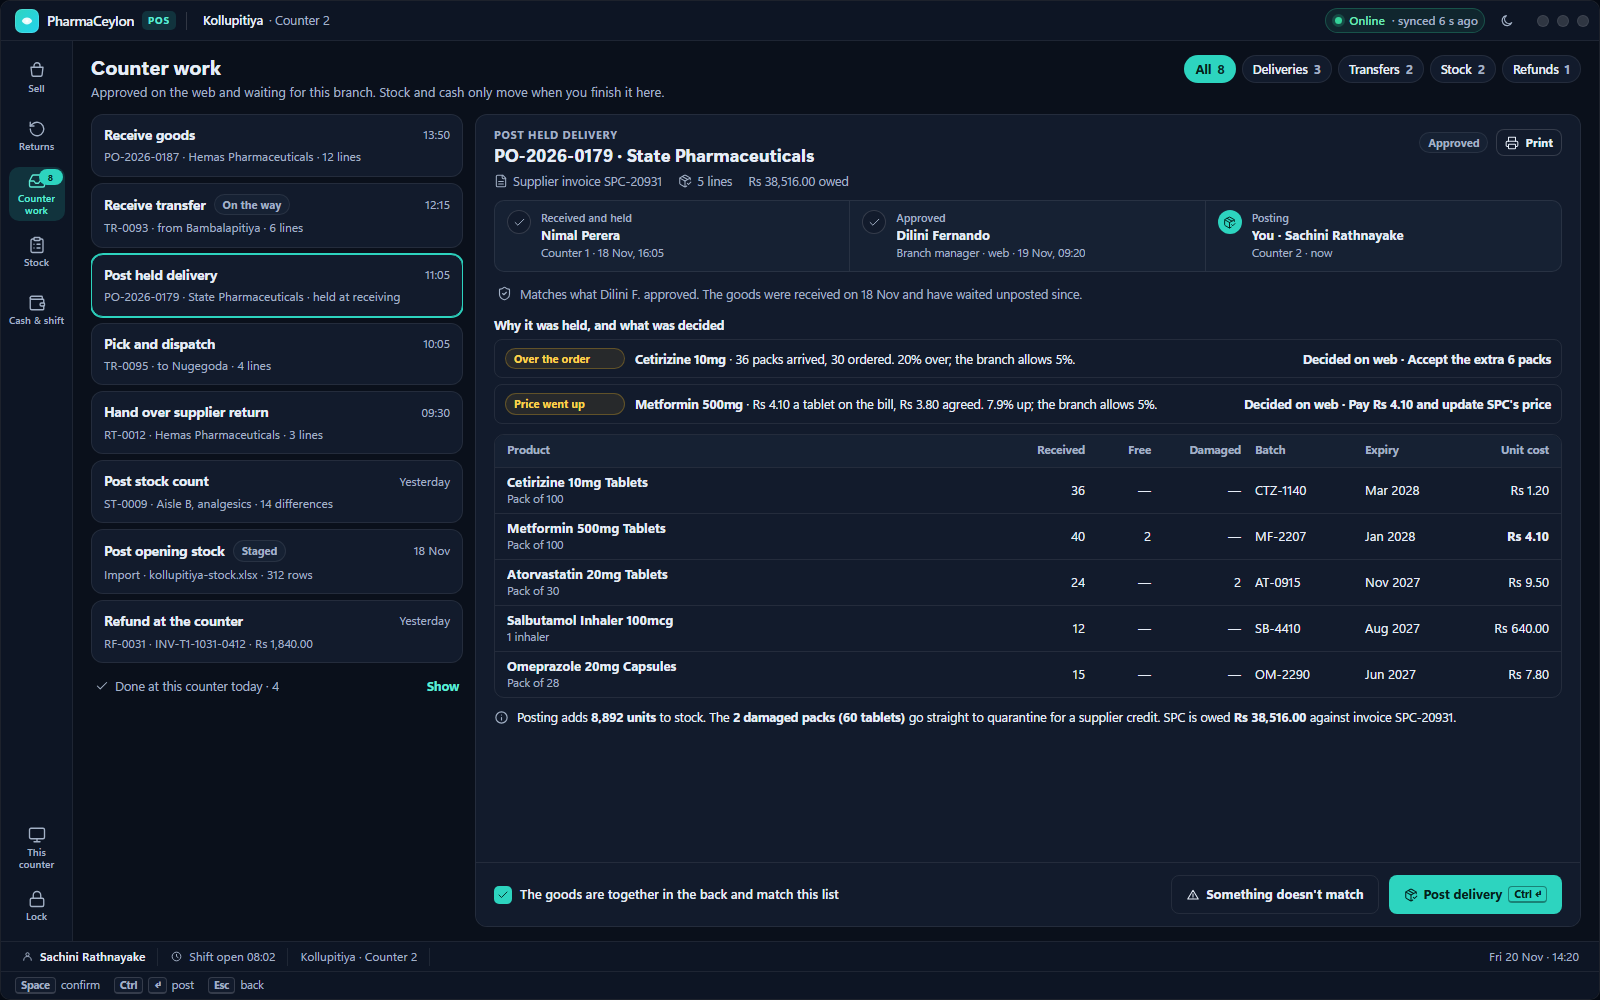 PharmaCeylon POS Kollupitiya · Counter 2
Online · synced 6 s ago
Sell
Returns
8
Counter work
Stock
Cash & shift
This counter
Lock
Counter work
Approved on the web and waiting for this branch. Stock and cash only move when you finish it here.
All 8 Deliveries 3 Transfers 2 Stock 2 Refunds 1
Receive goods 13:50
PO-2026-0187 · Hemas Pharmaceuticals · 12 lines
Receive transfer On the way 12:15
TR-0093 · from Bambalapitiya · 6 lines
Post held delivery 11:05
PO-2026-0179 · State Pharmaceuticals · held at receiving
Pick and dispatch 10:05
TR-0095 · to Nugegoda · 4 lines
Hand over supplier return 09:30
RT-0012 · Hemas Pharmaceuticals · 3 lines
Post stock count Yesterday
ST-0009 · Aisle B, analgesics · 14 differences
Post opening stock Staged 18 Nov
Import · kollupitiya-stock.xlsx · 312 rows
Refund at the counter Yesterday
RF-0031 · INV-T1-1031-0412 · Rs 1,840.00
Done at this counter today · 4 Show
POST HELD DELIVERY
PO-2026-0179 · State Pharmaceuticals
Approved Print
Supplier invoice SPC-20931 5 lines Rs 38,516.00 owed
Received and held
Nimal Perera
Counter 1 · 18 Nov, 16:05
Approved
Dilini Fernando
Branch manager · web · 19 Nov, 09:20
Posting
You · Sachini Rathnayake
Counter 2 · now
Matches what Dilini F. approved. The goods were received on 18 Nov and have waited unposted since.
Why it was held, and what was decided
Over the order Cetirizine 10mg · 36 packs arrived, 30 ordered. 20% over; the branch allows 5%. Decided on web · Accept the extra 6 packs
Price went up Metformin 500mg · Rs 4.10 a tablet on the bill, Rs 3.80 agreed. 7.9% up; the branch allows 5%. Decided on web · Pay Rs 4.10 and update SPC's price
Product Received Free Damaged Batch Expiry Unit cost
Cetirizine 10mg Tablets
Pack of 100
36 — — CTZ-1140 Mar 2028 Rs 1.20
Metformin 500mg Tablets
Pack of 100
40 2 — MF-2207 Jan 2028 Rs 4.10
Atorvastatin 20mg Tablets
Pack of 30
24 — 2 AT-0915 Nov 2027 Rs 9.50
Salbutamol Inhaler 100mcg
1 inhaler
12 — — SB-4410 Aug 2027 Rs 640.00
Omeprazole 20mg Capsules
Pack of 28
15 — — OM-2290 Jun 2027 Rs 7.80
Posting adds 8,892 units to stock. The 2 damaged packs (60 tablets) go straight to quarantine for a supplier credit. SPC is owed Rs 38,516.00 against invoice SPC-20931.
The goods are together in the back and match this list
Something doesn't match
Post delivery Ctrl ↵
Sachini Rathnayake Shift open 08:02 Kollupitiya · Counter 2 Fri 20 Nov · 14:20
Space confirm Ctrl ↵ post Esc back